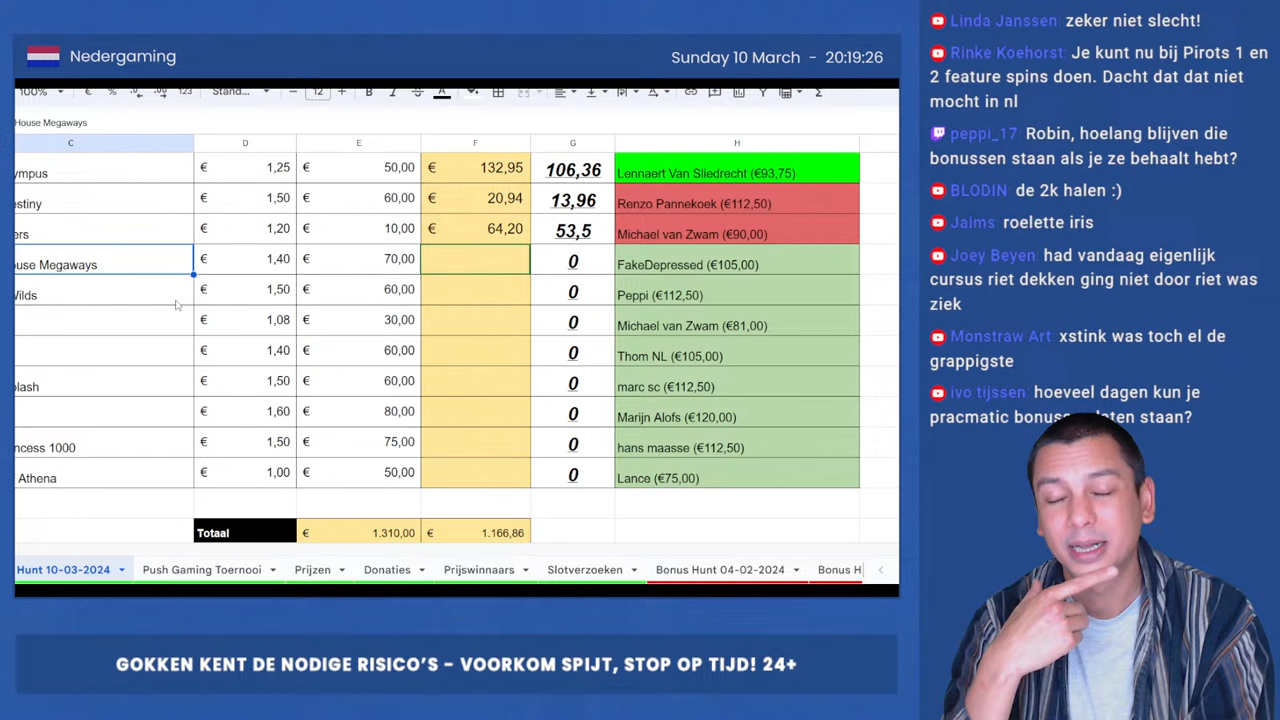 Nedergaming
Sunday 10 March - 20:19:26
100% € % .0 .00 123 Stand... 12 B I A Σ
House Megaways
C D E F G H
ympus € 1,25 € 50,00 € 132,95 106,36 Lennaert Van Sliedrecht (€93,75)
estiny € 1,50 € 60,00 € 20,94 13,96 Renzo Pannekoek (€112,50)
ers € 1,20 € 10,00 € 64,20 53,5 Michael van Zwam (€90,00)
ouse Megaways € 1,40 € 70,00 0 FakeDepressed (€105,00)
Wilds € 1,50 € 60,00 0 Peppi (€112,50)
€ 1,08 € 30,00 0 Michael van Zwam (€81,00)
€ 1,40 € 60,00 0 Thom NL (€105,00)
plash € 1,50 € 60,00 0 marc sc (€112,50)
€ 1,60 € 80,00 0 Marijn Alofs (€120,00)
ncess 1000 € 1,50 € 75,00 0 hans maasse (€112,50)
Athena € 1,00 € 50,00 0 Lance (€75,00)
Totaal € 1.310,00 € 1.166,86
Hunt 10-03-2024 Push Gaming Toernooi Prijzen Donaties Prijswinnaars Slotverzoeken Bonus Hunt 04-02-2024 Bonus H
GOKKEN KENT DE NODIGE RISICO'S - VOORKOM SPIJT, STOP OP TIJD! 24+
Linda Janssen: zeker niet slecht!
Rinke Koehorst: Je kunt nu bij Pirots 1 en
2 feature spins doen. Dacht dat dat niet
mocht in nl
peppi_17 Robin, hoelang blijven die
bonussen staan als je ze behaalt hebt?
BLODIN de 2k halen :)
Jaims: roelette iris
Joey Beyen: had vandaag eigenlijk
cursus riet dekken ging niet door riet was
ziek
Monstraw Art: xstink was toch el de
grappigste
ivo tijssen: hoeveel dagen kun je
pracmatic staan?